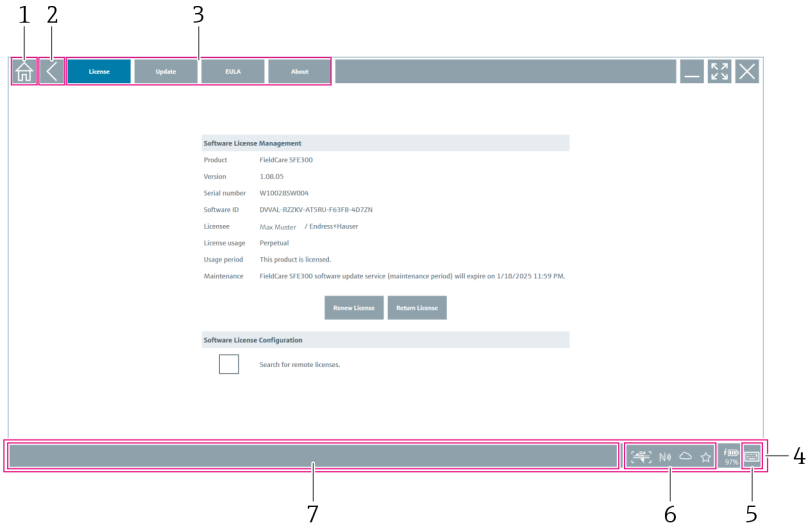 1 2 3
License Update EULA About
Software License Management
Product FieldCare SFE300
Version 1.08.05
Serial number W10028SW004
Software ID DVVAL-RZZKV-AT5RU-F63FB-4D7ZN
Licensee Max Muster / Endress+Hauser
License usage Perpetual
Usage period This product is licensed.
Maintenance FieldCare SFE300 software update service (maintenance period) will expire on 1/18/2025 11:59 PM.
Renew License Return License
Software License Configuration
Search for remote licenses.
97%
4
7 6 5